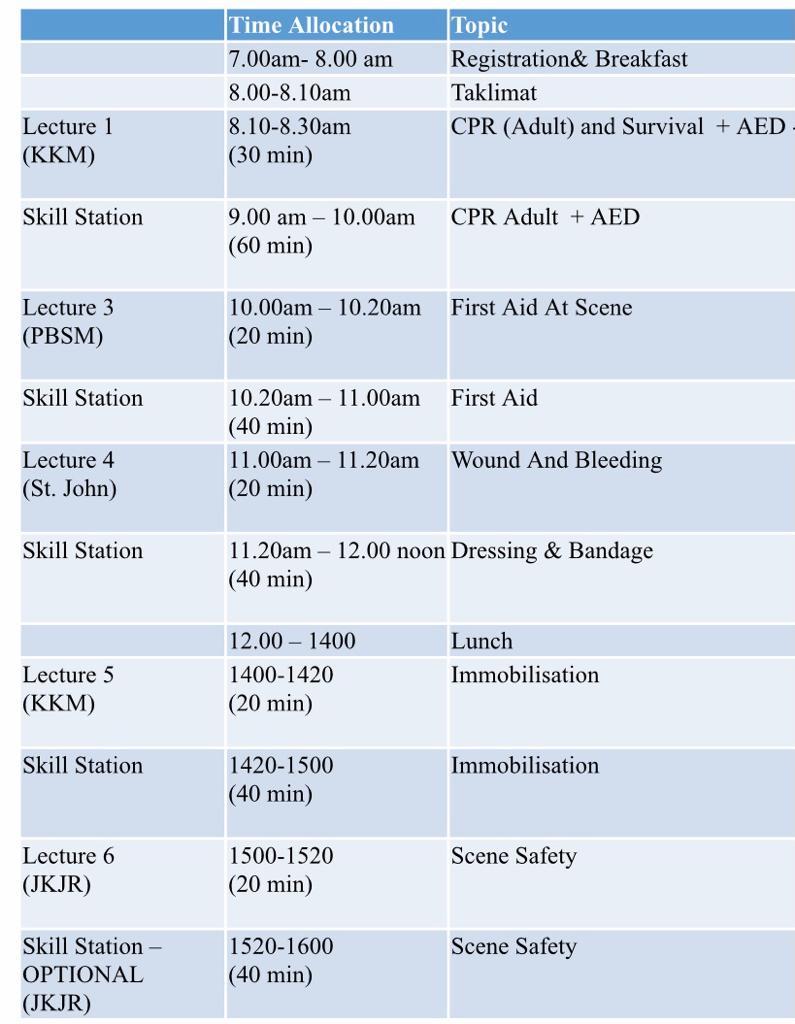 Time Allocation Topic
7.00am- 8.00 am Registration& Breakfast
8.00-8.10am Taklimat
Lecture 1 8.10-8.30am CPR (Adult) and Survival + AED -
(KKM) (30 min)
Skill Station 9.00 am – 10.00am CPR Adult + AED
(60 min)
Lecture 3 10.00am – 10.20am First Aid At Scene
(PBSM) (20 min)
Skill Station 10.20am – 11.00am First Aid
(40 min)
Lecture 4 11.00am – 11.20am Wound And Bleeding
(St. John) (20 min)
Skill Station 11.20am – 12.00 noon Dressing & Bandage
(40 min)
12.00 – 1400 Lunch
Lecture 5 1400-1420 Immobilisation
(KKM) (20 min)
Skill Station 1420-1500 Immobilisation
(40 min)
Lecture 6 1500-1520 Scene Safety
(JKJR) (20 min)
Skill Station – 1520-1600 Scene Safety
OPTIONAL (40 min)
(JKJR)